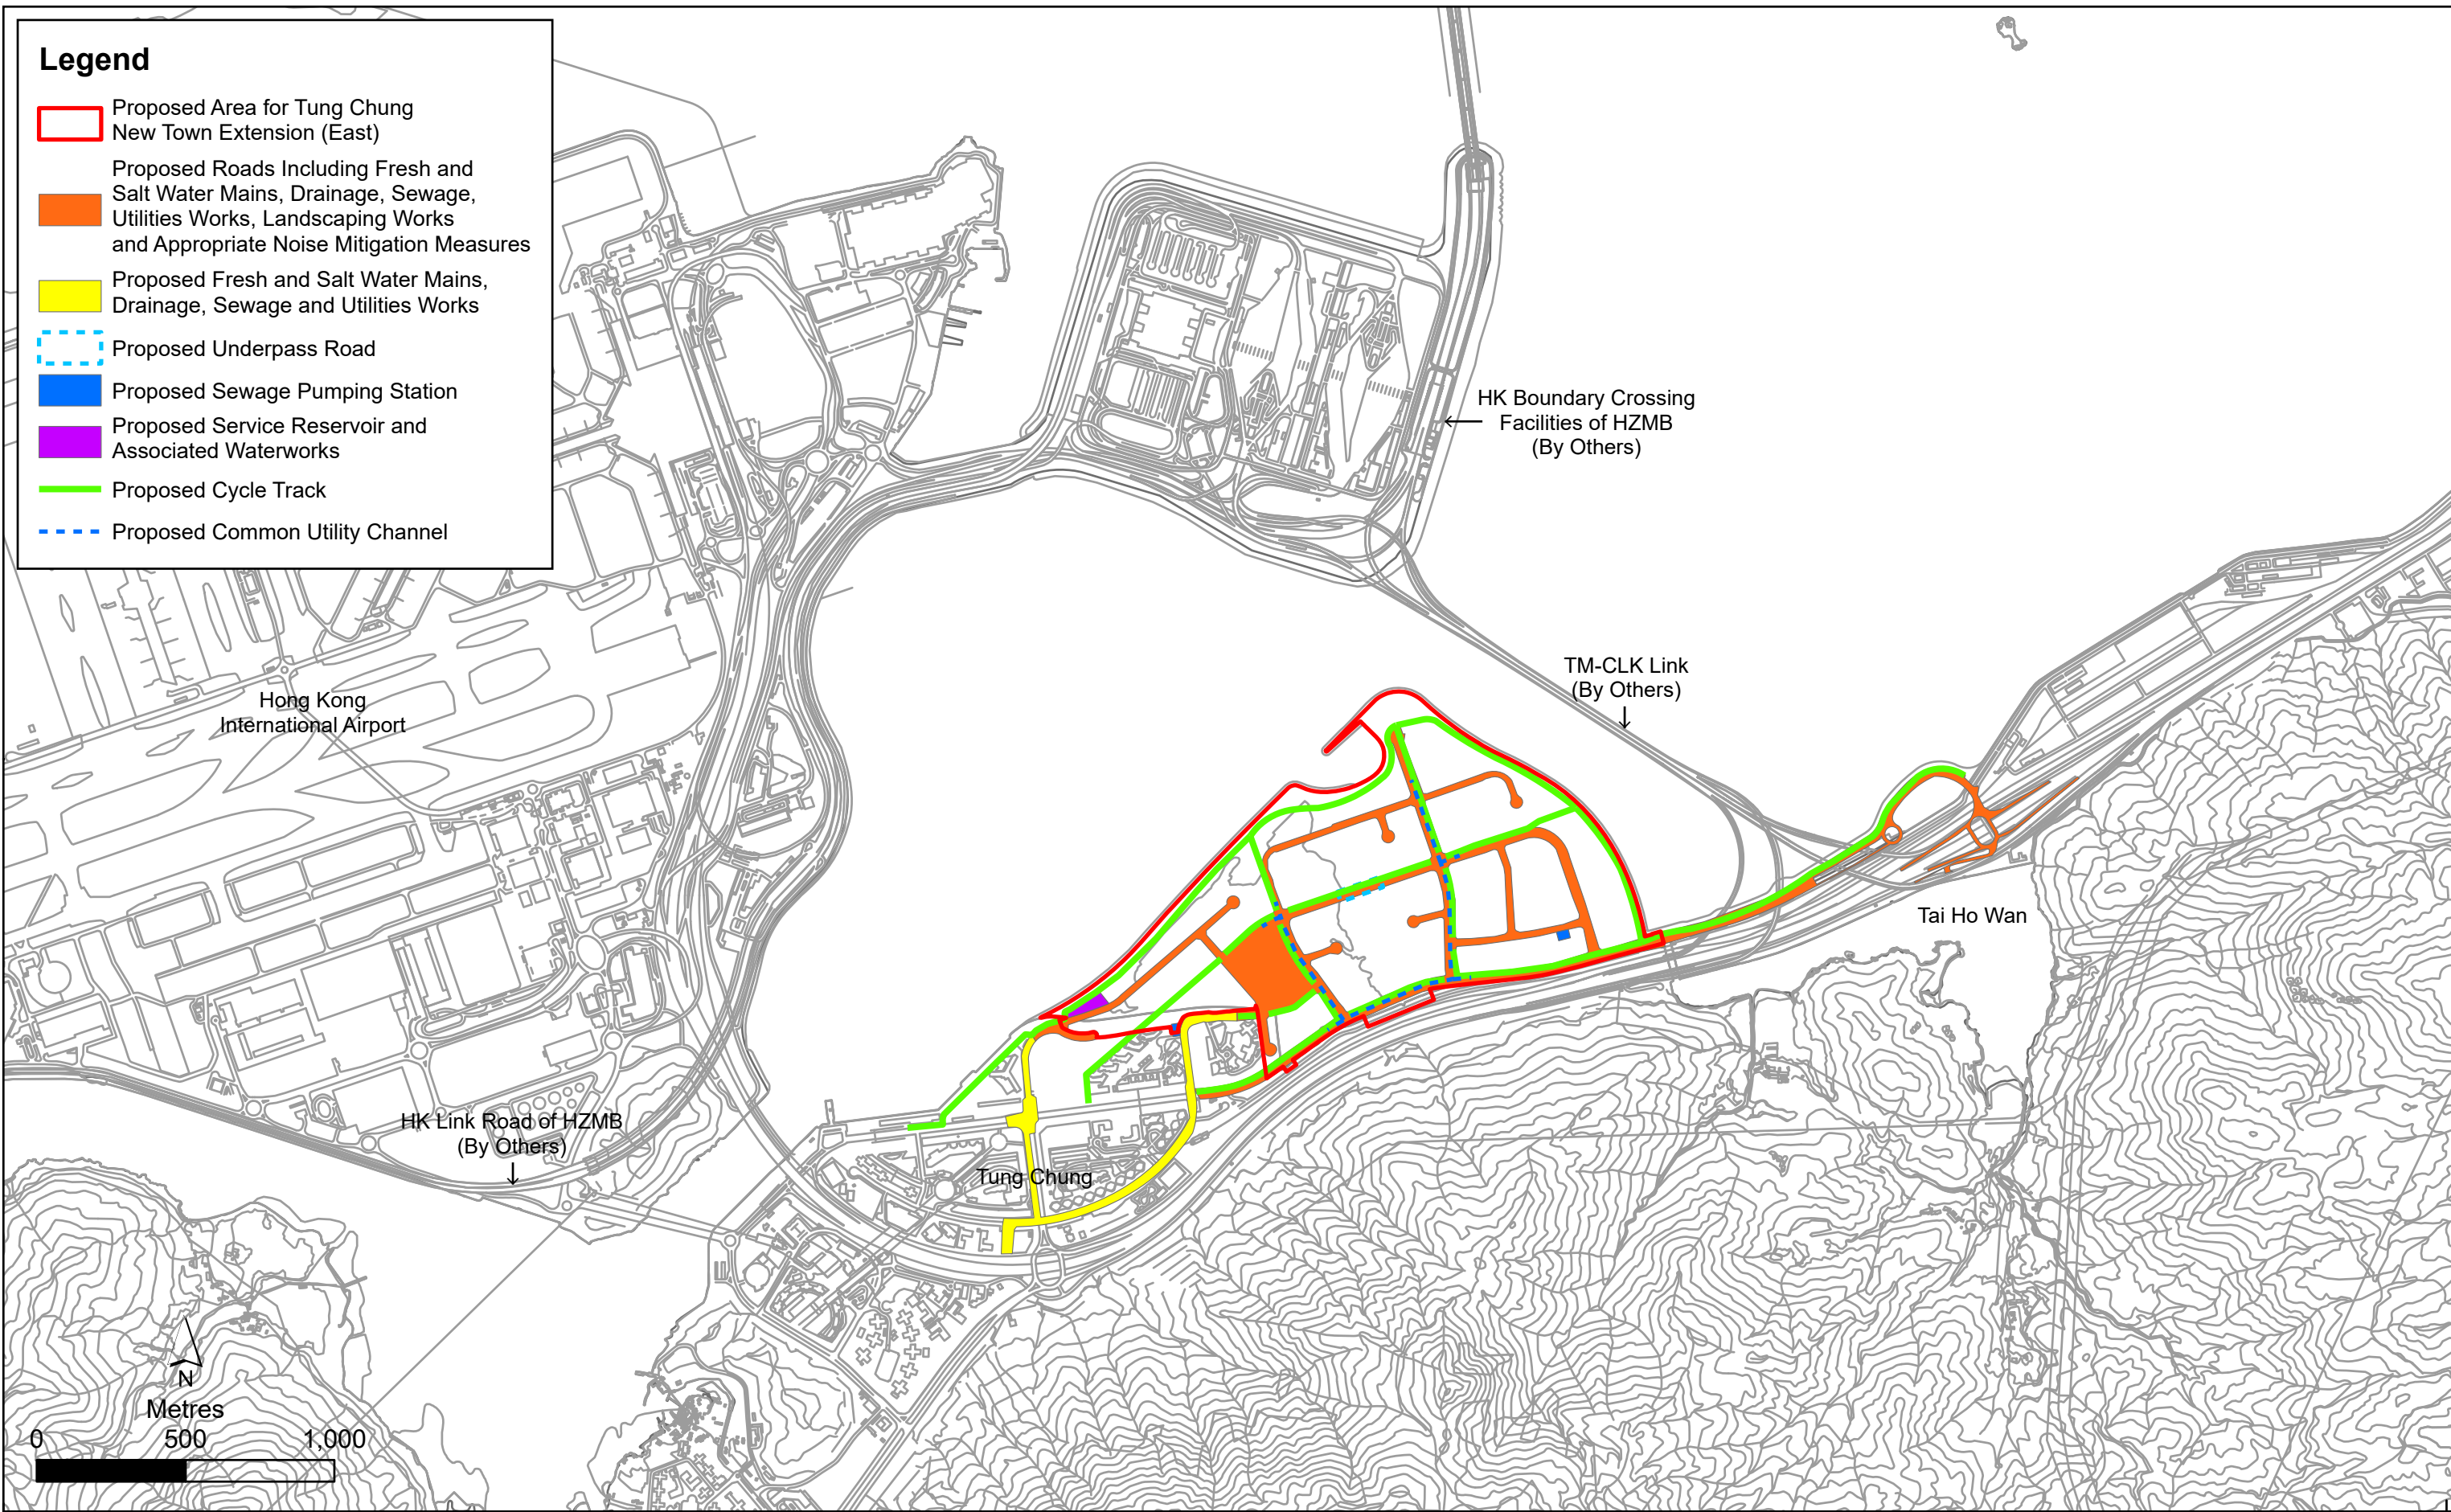 Legend
Proposed Area for Tung Chung
New Town Extension (East)
Proposed Roads Including Fresh and
Salt Water Mains, Drainage, Sewage,
Utilities Works, Landscaping Works
and Appropriate Noise Mitigation Measures
Proposed Fresh and Salt Water Mains,
Drainage, Sewage and Utilities Works
Proposed Underpass Road
Proposed Sewage Pumping Station
Proposed Service Reservoir and
Associated Waterworks
Proposed Cycle Track
Proposed Common Utility Channel
HK Boundary Crossing
Facilities of HZMB
(By Others)
TM-CLK Link
(By Others)
Hong Kong
International Airport
Tai Ho Wan
HK Link Road of HZMB
(By Others)
Tung Chung
N
Metres
0 500 1,000